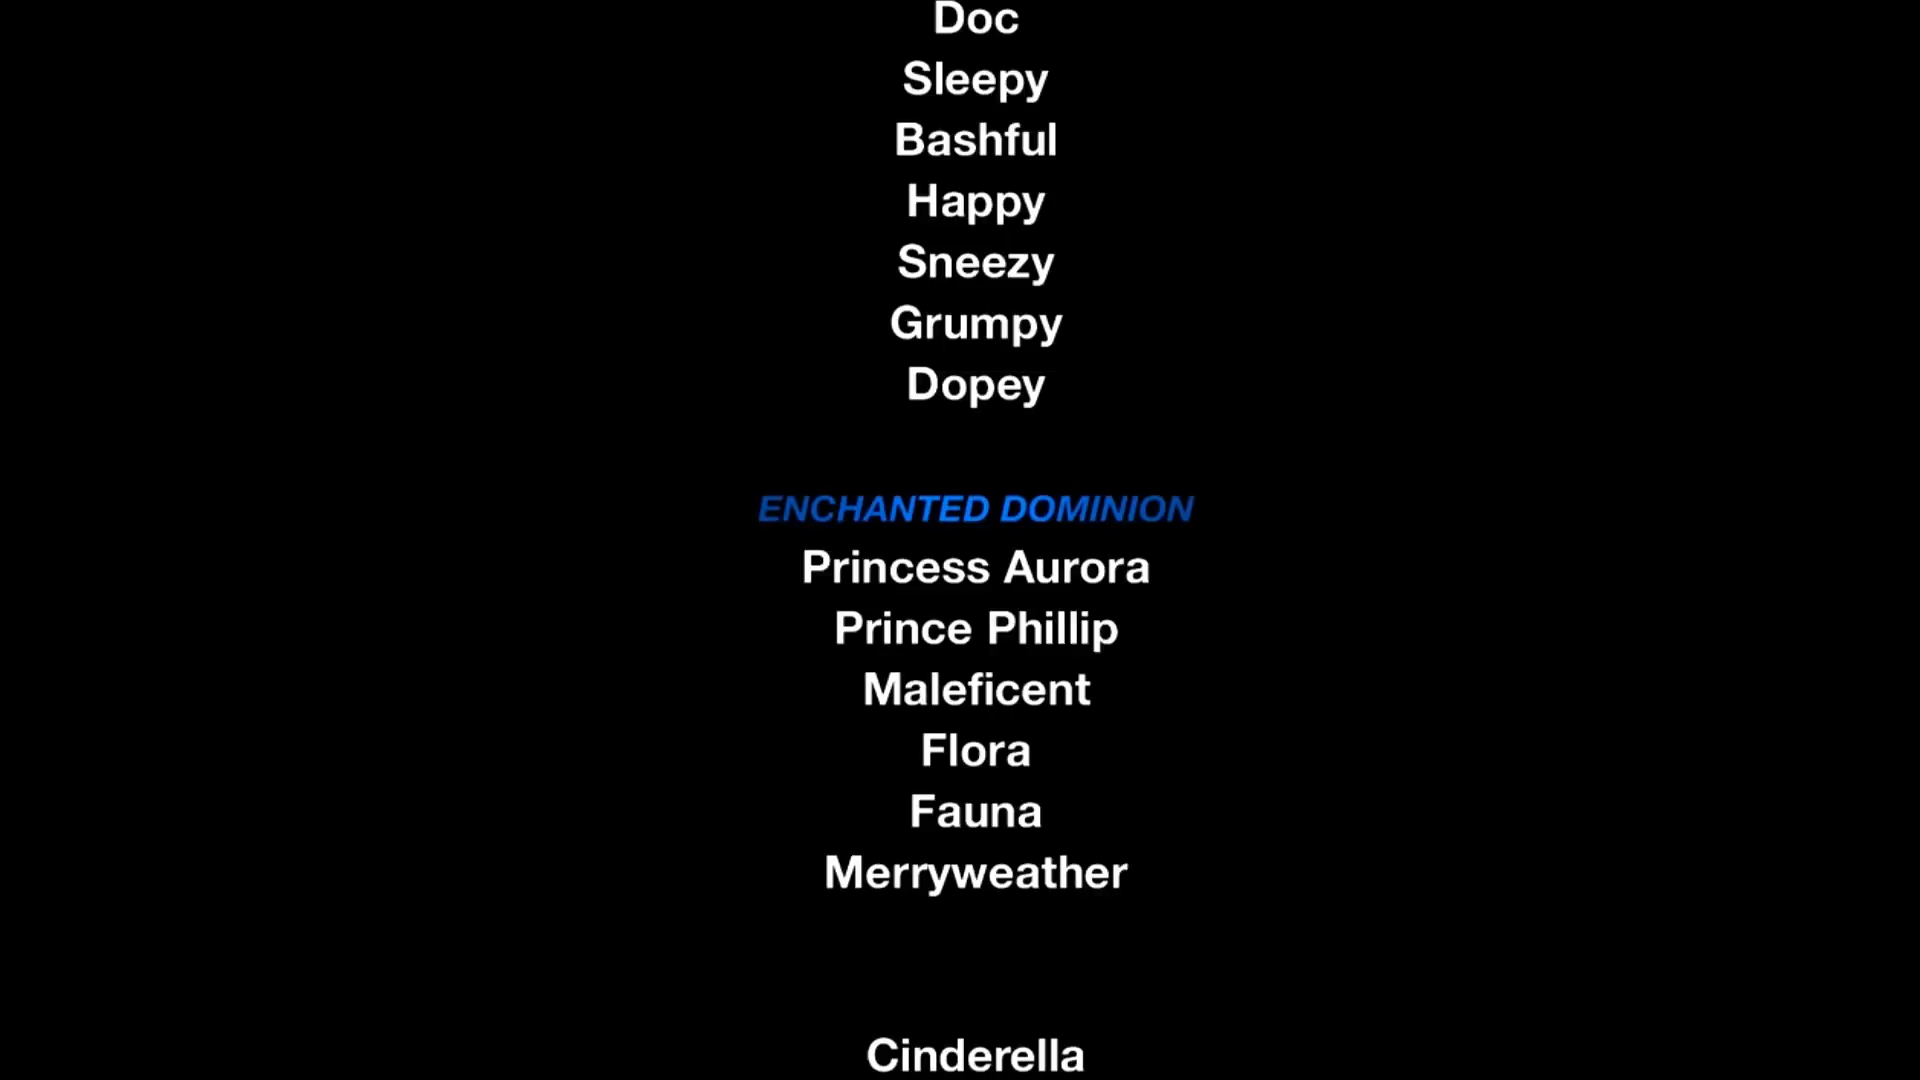 Doc
Sleepy
Bashful
Happy
Sneezy
Grumpy
Dopey
ENCHANTED DOMINION
Princess Aurora
Prince Phillip
Maleficent
Flora
Fauna
Merryweather
Cinderella